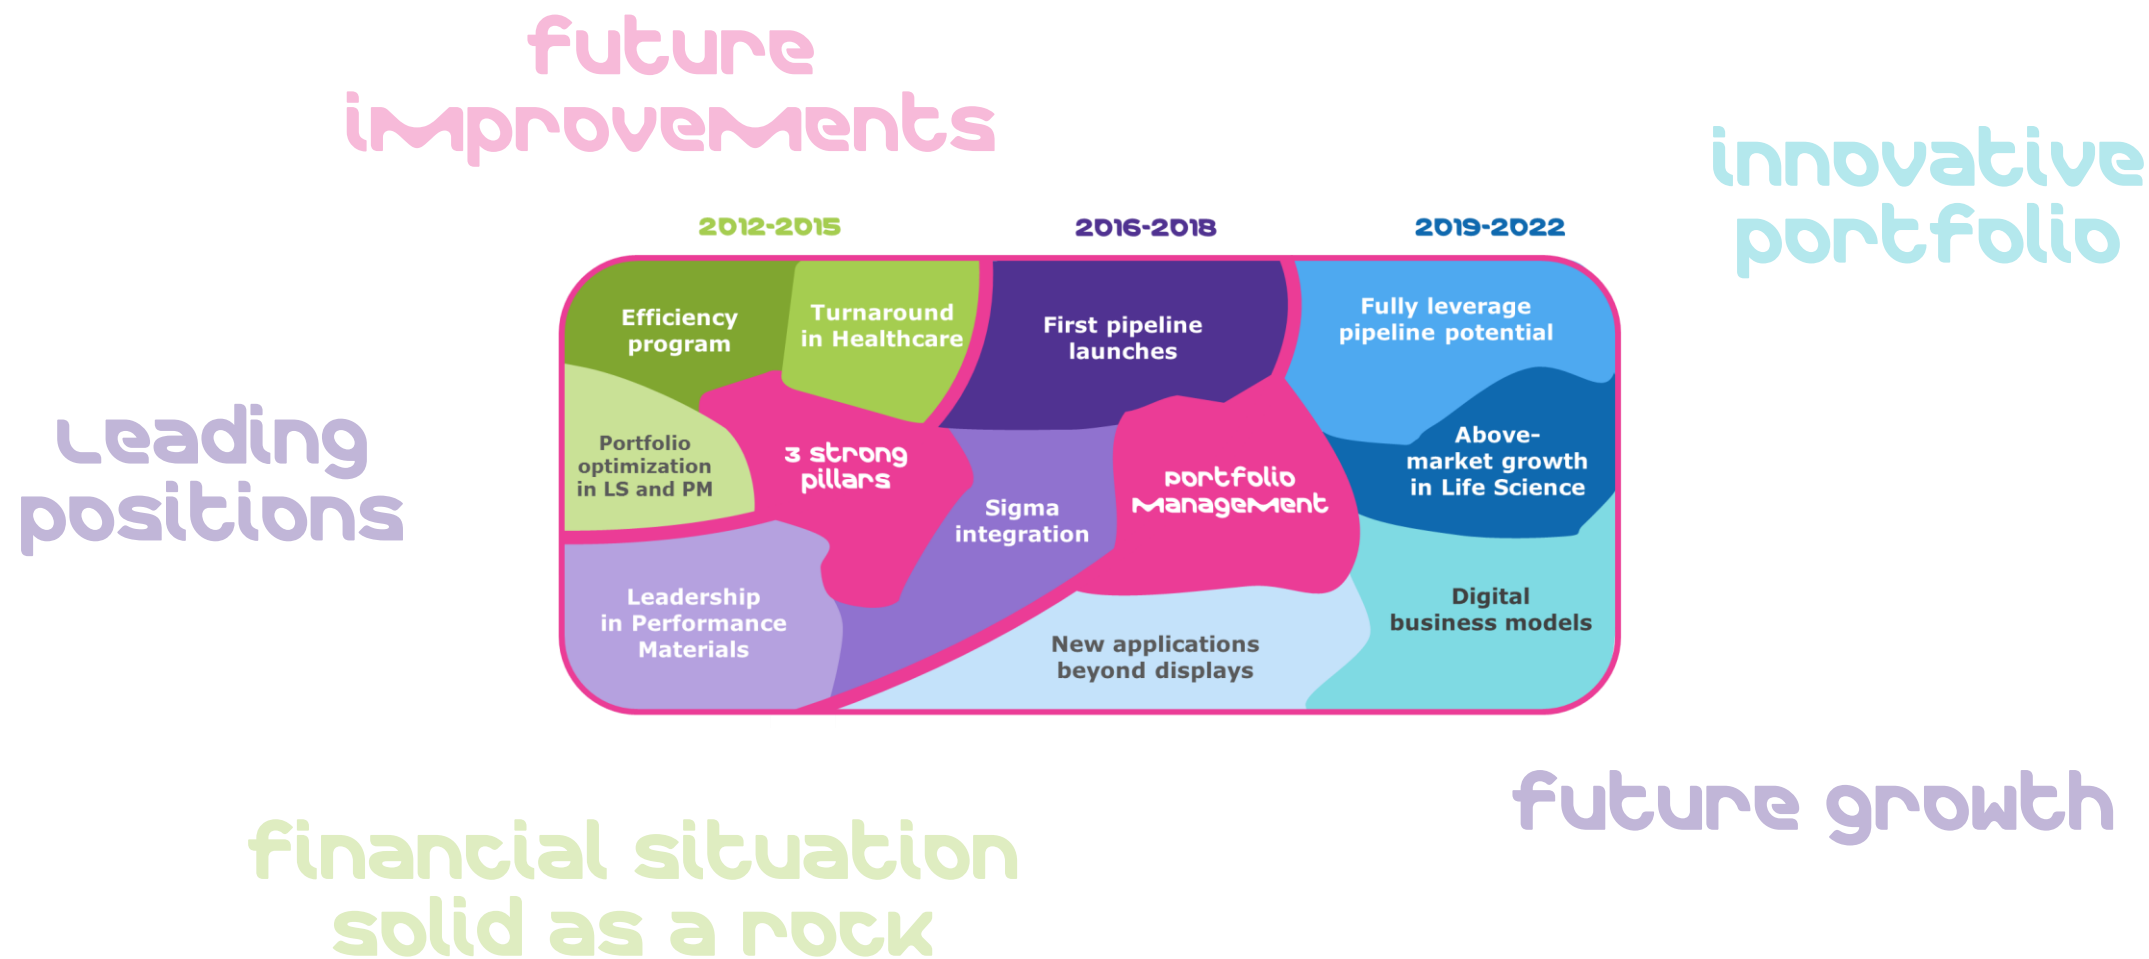 future
improvements
innovative
portfolio
2012-2015
2016-2018
2019-2022
Efficiency
program
Turnaround
in Healthcare
First pipeline
launches
Fully leverage
pipeline potential
Leading
positions
Portfolio
optimization
in LS and PM
3 strong
pillars
Sigma
integration
portfolio
management
Above-
market growth
in Life Science
Leadership
in Performance
Materials
New applications
beyond displays
Digital
business models
future growth
financial situation
solid as a rock